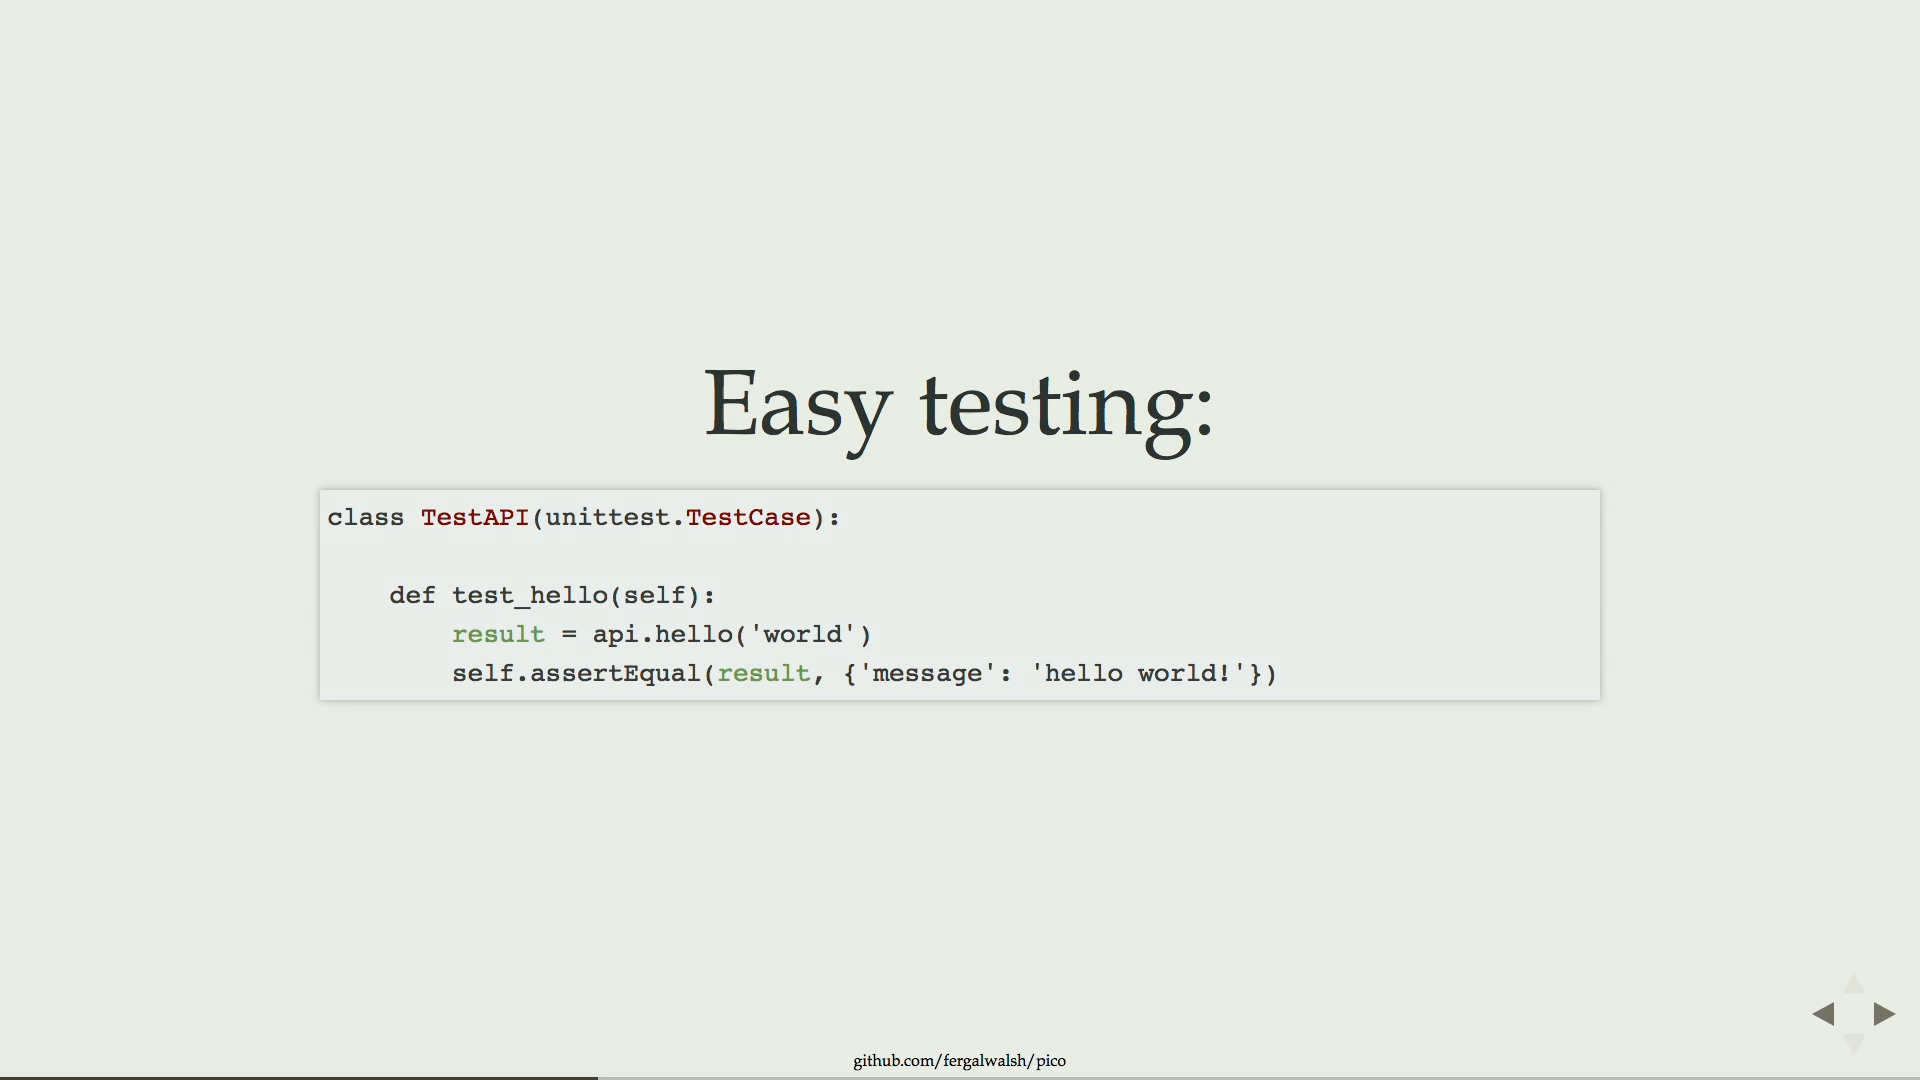 Easy testing:
class TestAPI(unittest.TestCase):
    def test_hello(self):
        result = api.hello('world')
        self.assertEqual(result, {'message': 'hello world!'})
github.com/fergalwalsh/pico